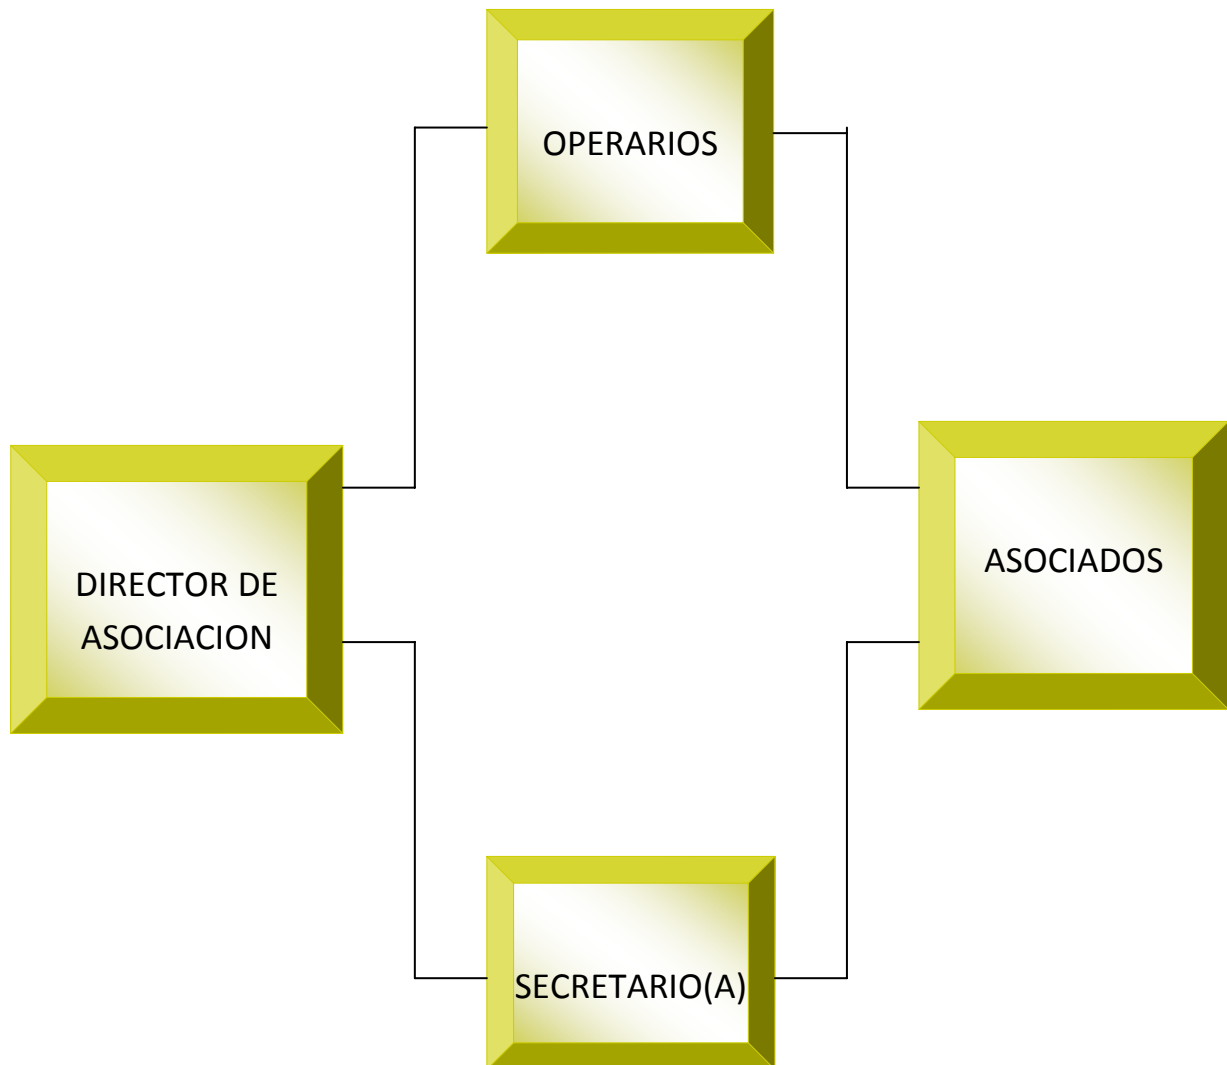 OPERARIOS
DIRECTOR DE
ASOCIACION
ASOCIADOS
SECRETARIO(A)